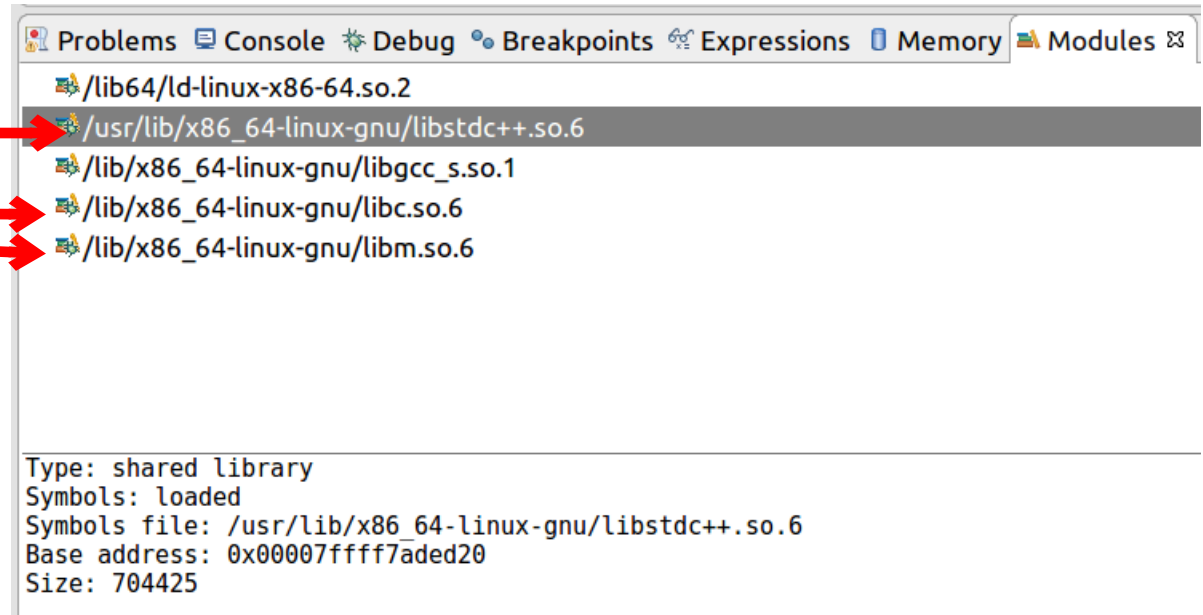 Problems Console Debug Breakpoints Expressions Memory Modules
/lib64/ld-linux-x86-64.so.2
/usr/lib/x86_64-linux-gnu/libstdc++.so.6
/lib/x86_64-linux-gnu/libgcc_s.so.1
/lib/x86_64-linux-gnu/libc.so.6
/lib/x86_64-linux-gnu/libm.so.6
Type: shared library
Symbols: loaded
Symbols file: /usr/lib/x86_64-linux-gnu/libstdc++.so.6
Base address: 0x00007ffff7aded20
Size: 704425